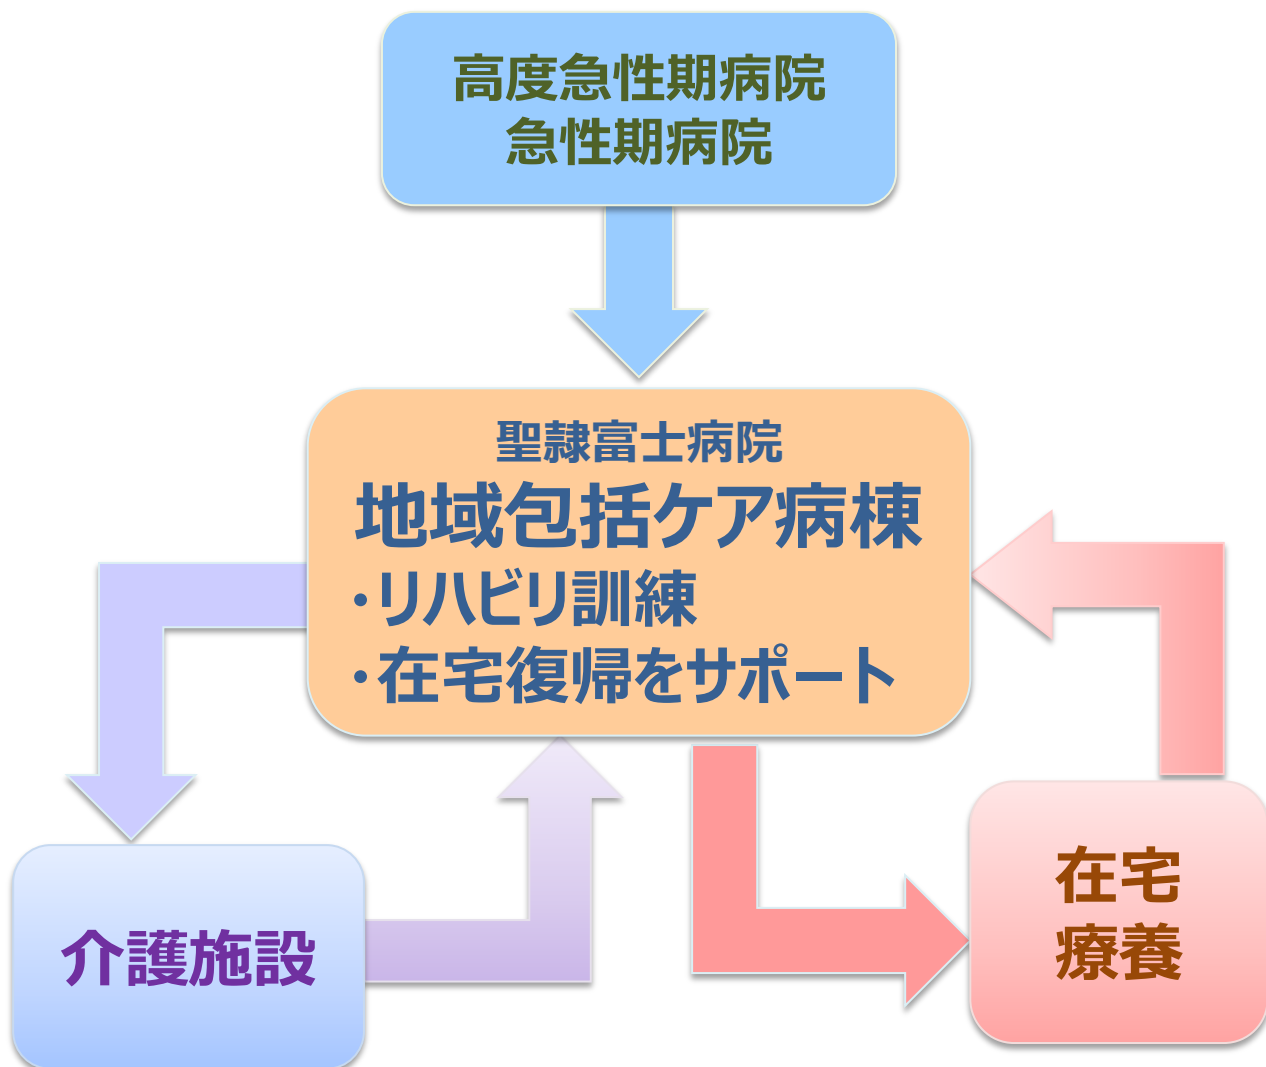 高度急性期病院
急性期病院
聖隷富士病院
地域包括ケア病棟
・リハビリ訓練
・在宅復帰をサポート
介護施設
在宅
療養